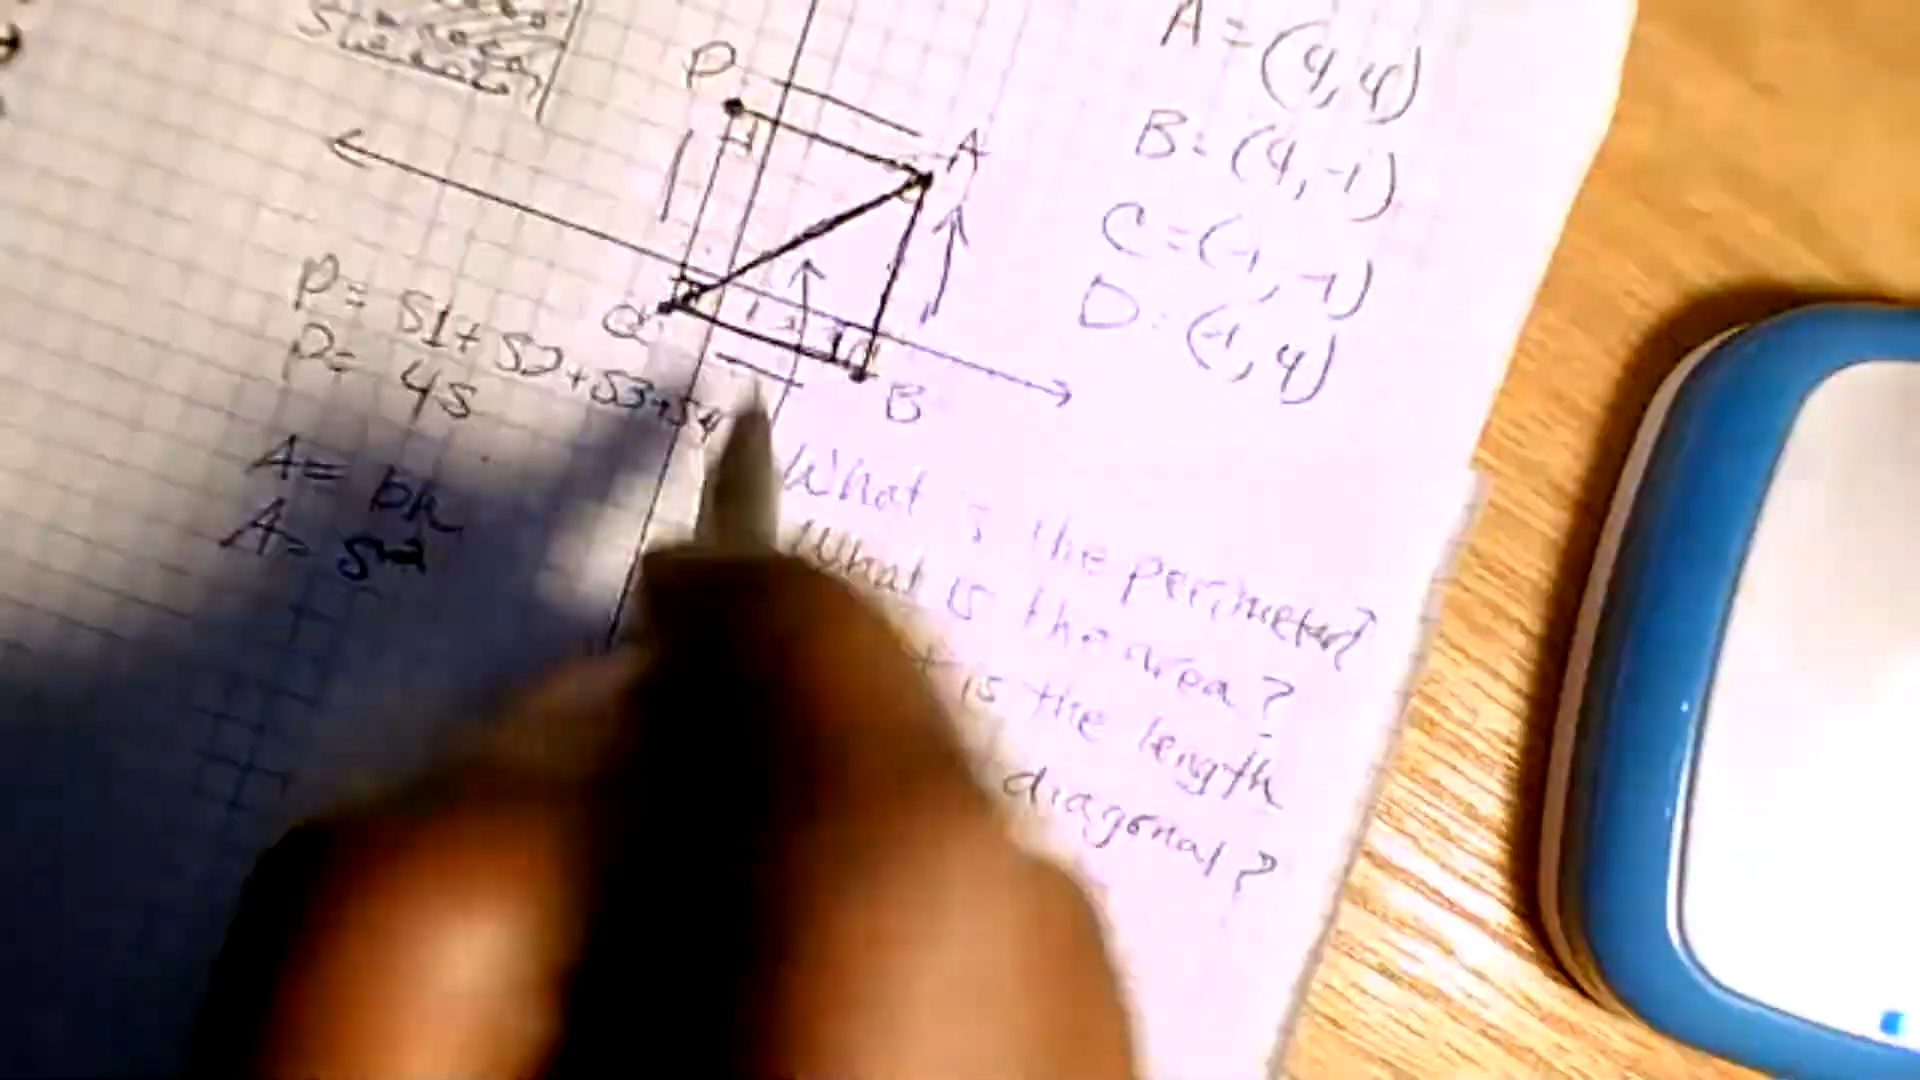 A = (4,4)
B = (4,-1)
C = (-1,-1)
D = (-1,4)
P
A
Q
B
P = S1 + S2 + S3 + S4
P = 4S
A = bh
A = S²
What is the perimeter?
What is the area?
is the length
diagonal?